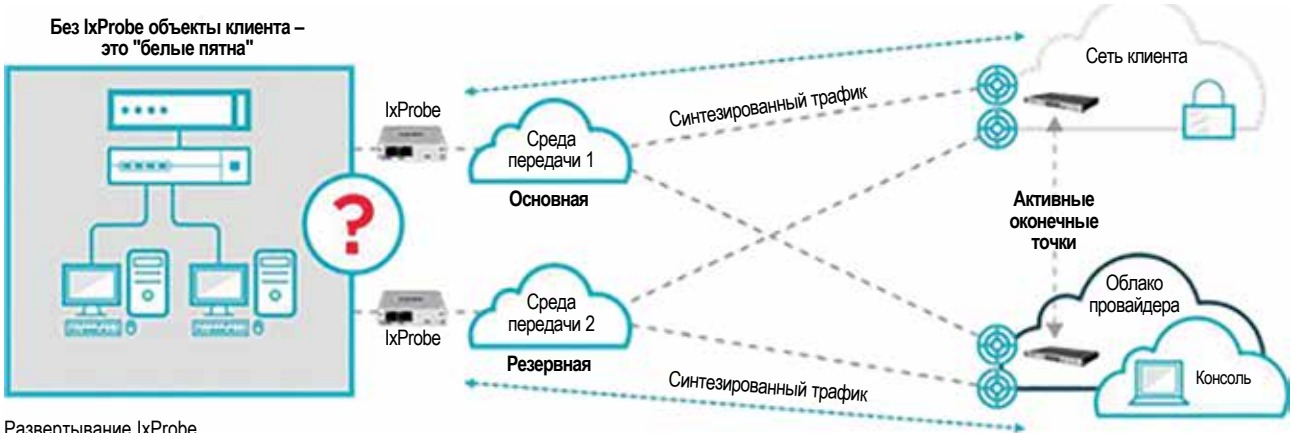 Без IxProbe объекты клиента –
это "белые пятна"
IxProbe
Среда
передачи 1
Основная
Синтезированный трафик
Сеть клиента
Активные
оконечные
точки
IxProbe
Среда
передачи 2
Резервная
Синтезированный трафик
Облако
провайдера
Консоль
?
Развертывание IxProbe